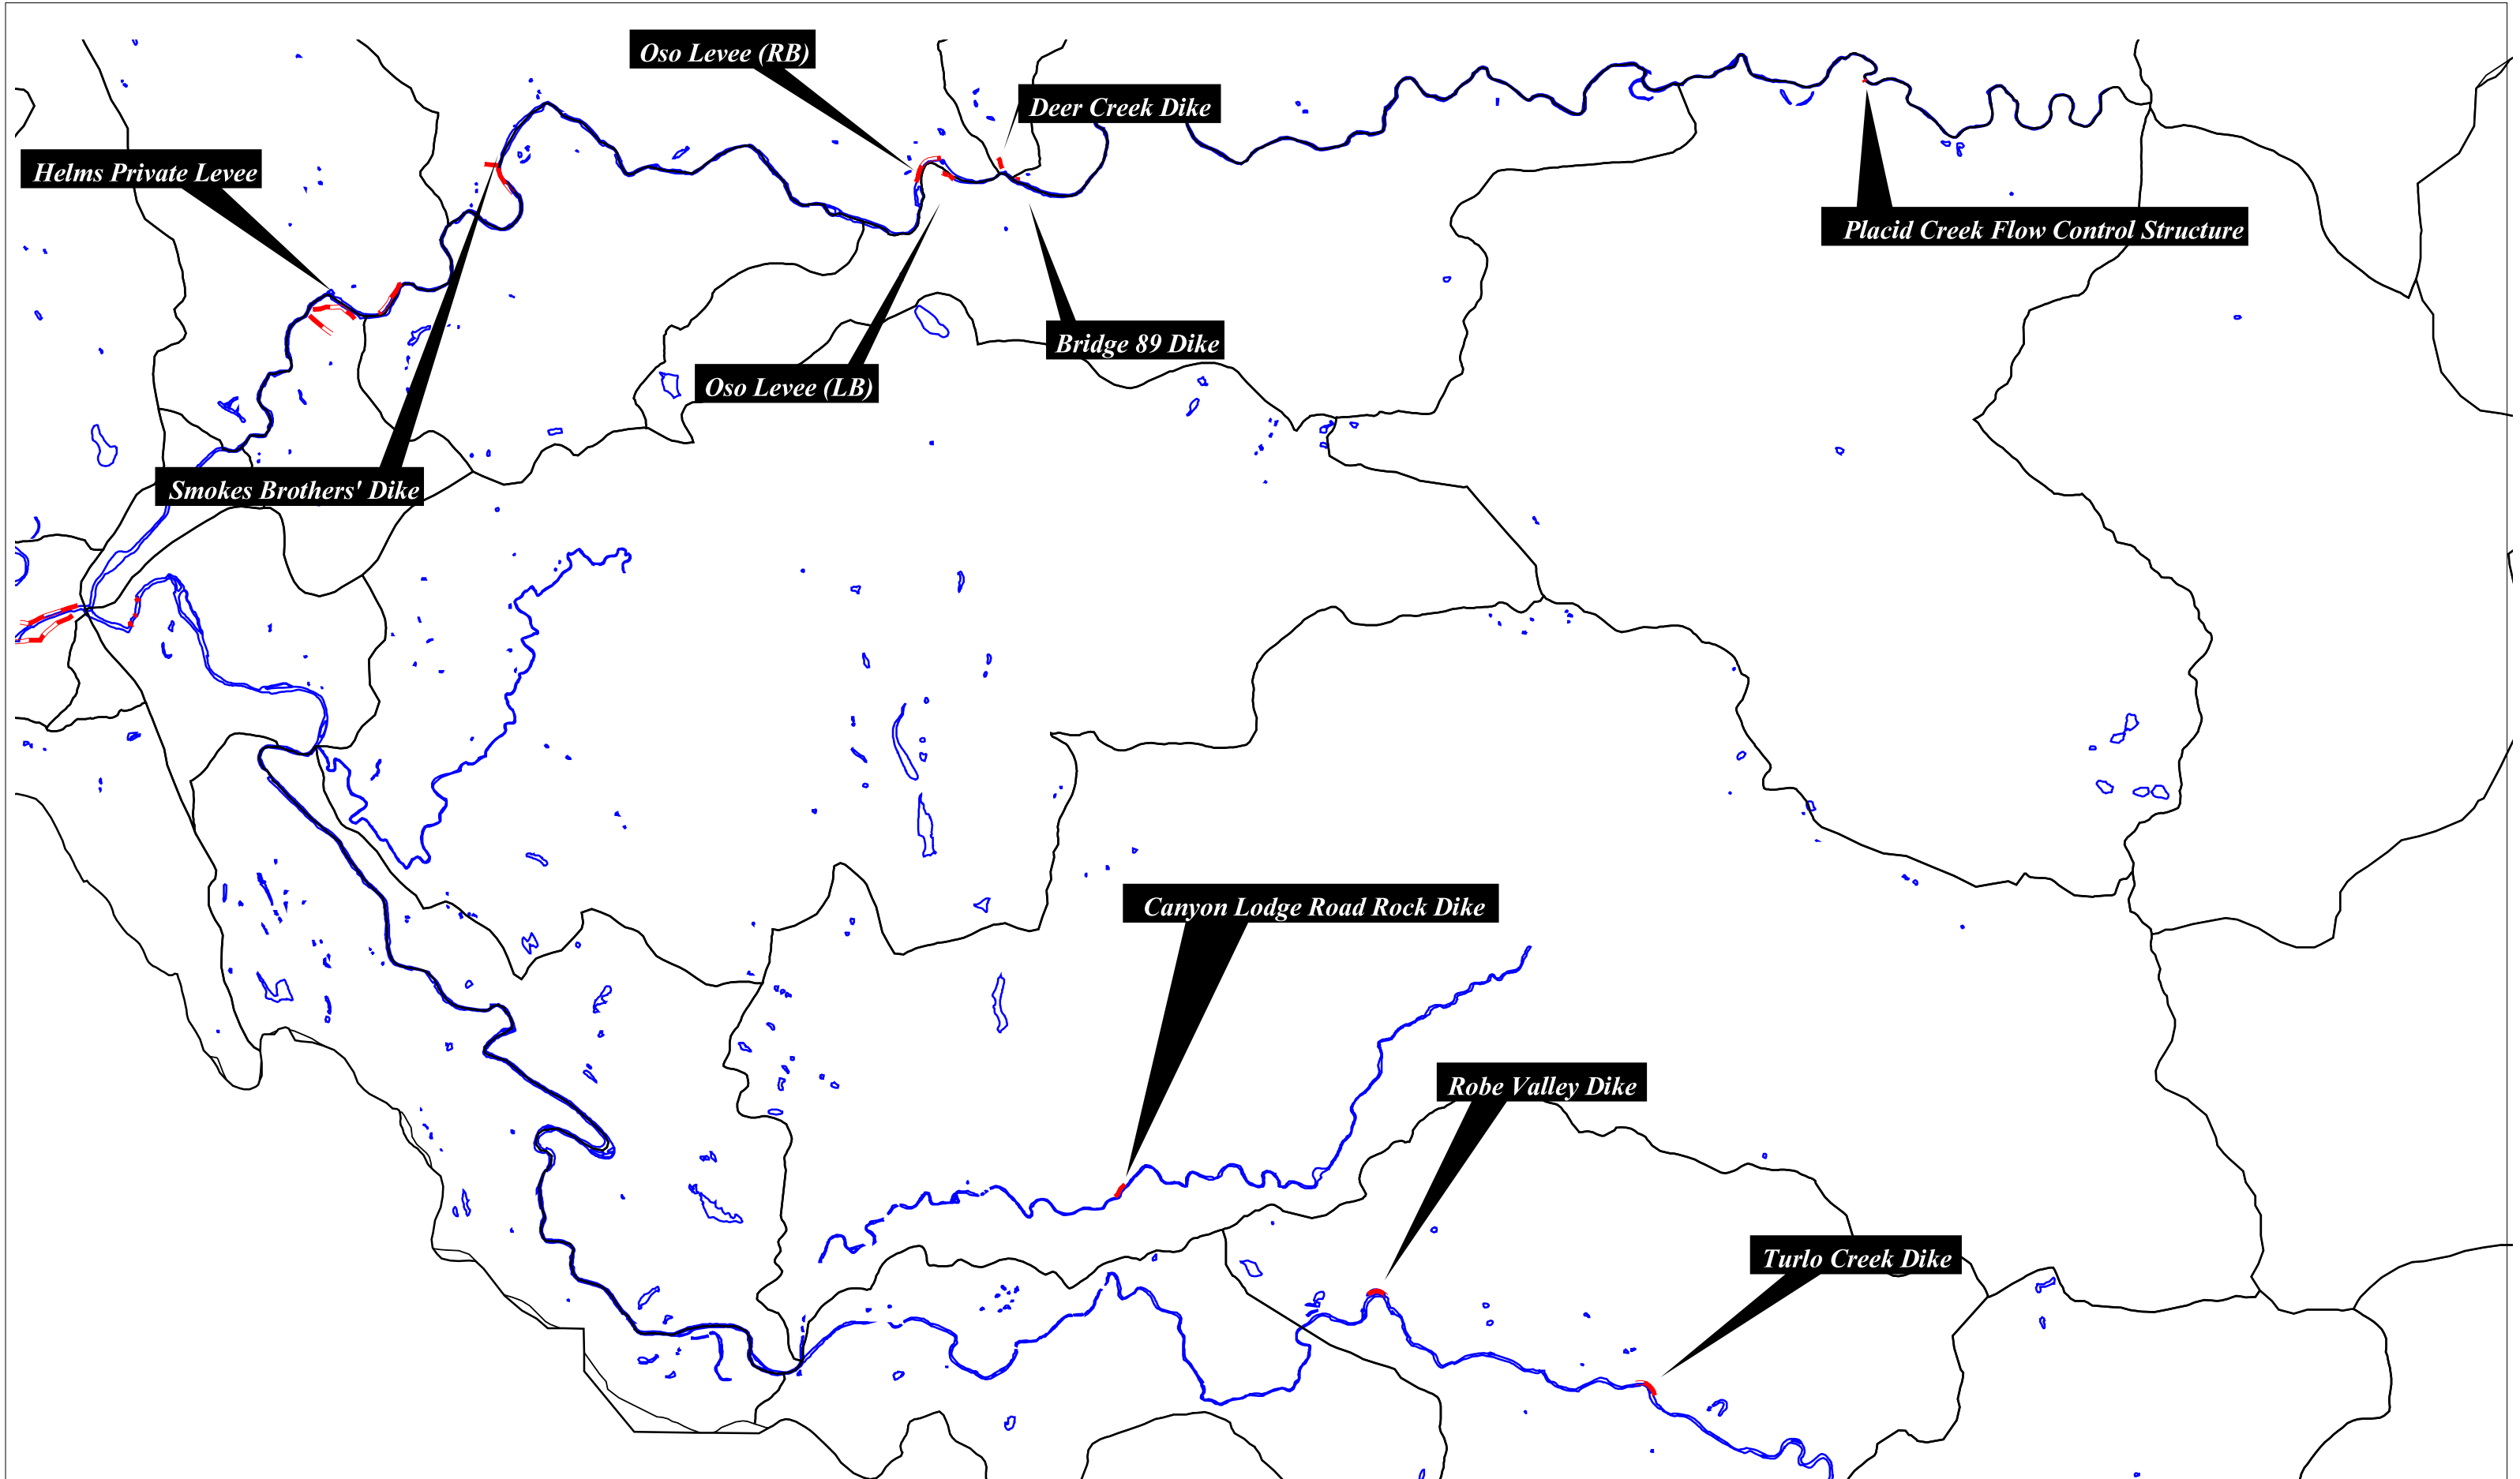 Oso Levee (RB)
Deer Creek Dike
Helms Private Levee
Placid Creek Flow Control Structure
Bridge 89 Dike
Oso Levee (LB)
Smokes Brothers' Dike
Canyon Lodge Road Rock Dike
Robe Valley Dike
Turlo Creek Dike